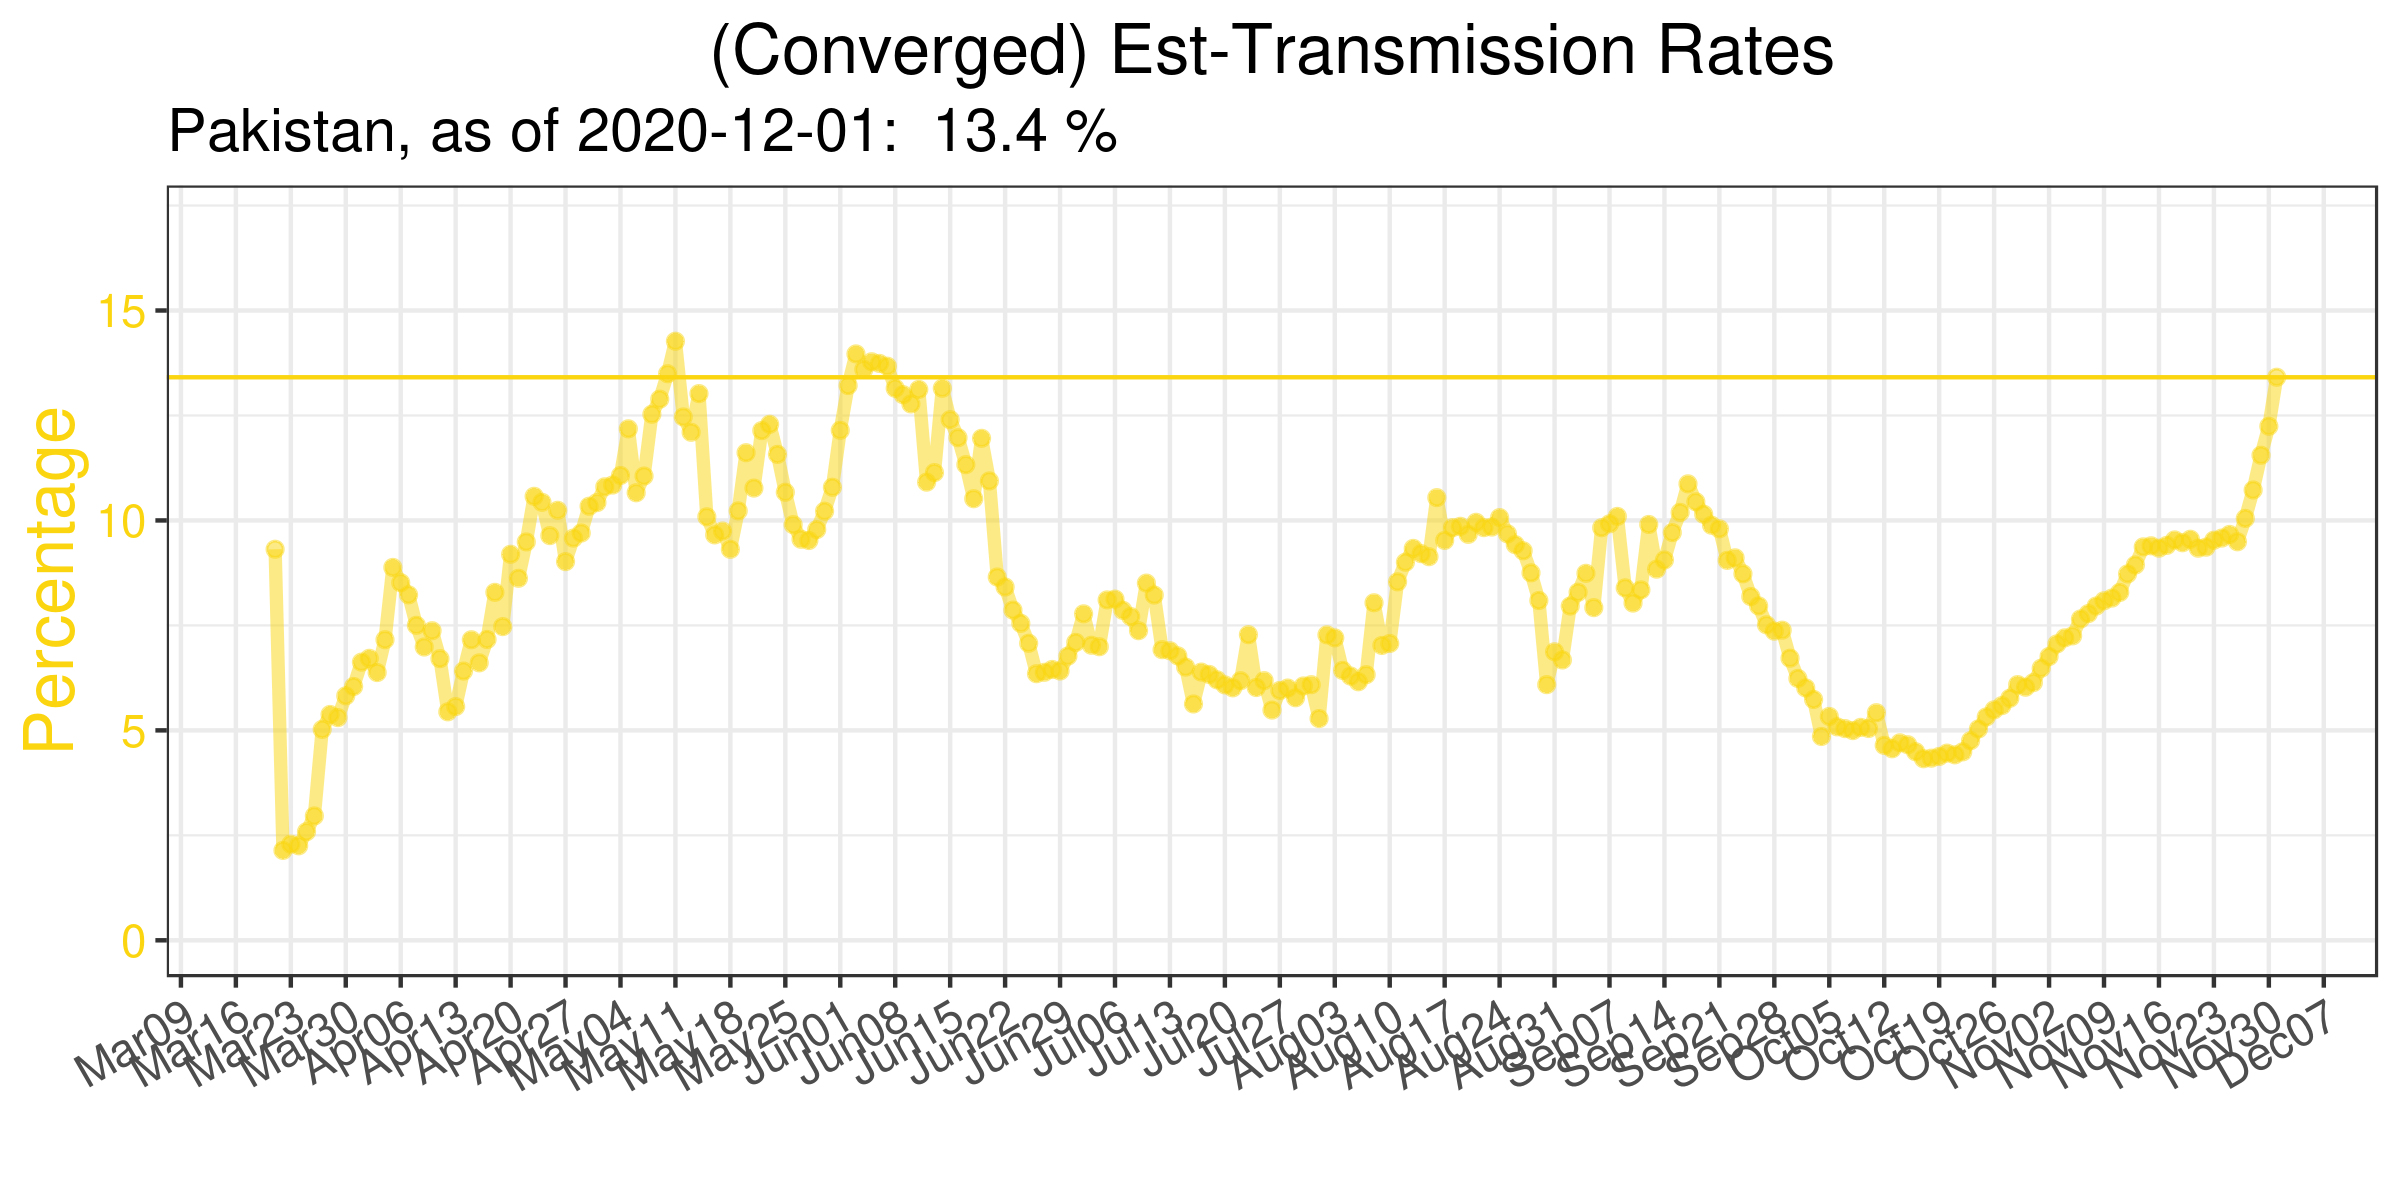 (Converged) Est-Transmission Rates
Pakistan, as of 2020-12-01:  13.4 %
Percentage
15
10
5
0
Mar09
Mar16
Mar23
Mar30
Apr06
Apr13
Apr20
Apr27
May04
May11
May18
May25
Jun01
Jun08
Jun15
Jun22
Jun29
Jul06
Jul13
Jul20
Jul27
Aug03
Aug10
Aug17
Aug24
Aug31
Sep07
Sep14
Sep21
Sep28
Oct05
Oct12
Oct19
Oct26
Nov02
Nov09
Nov16
Nov23
Nov30
Dec07